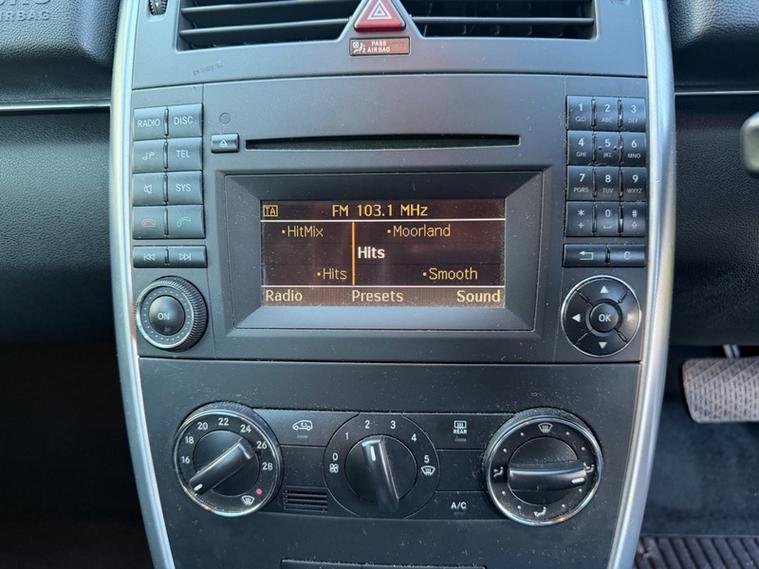 AIRBAG
PASS
AIRBAG OFF
RADIO DISC
TEL
SYS
1 2 ABC 3 DEF
4 GHI 5 JKL 6 MNO
7 PQRS 8 TUV 9 WXYZ
* 0 #
+
C
TA FM 103.1 MHz
•HitMix •Moorland
Hits
•Hits •Smooth
Radio Presets Sound
ON
OK
16 18 20 22 24 26 28
0 1 2 3 4 5
REAR
A/C